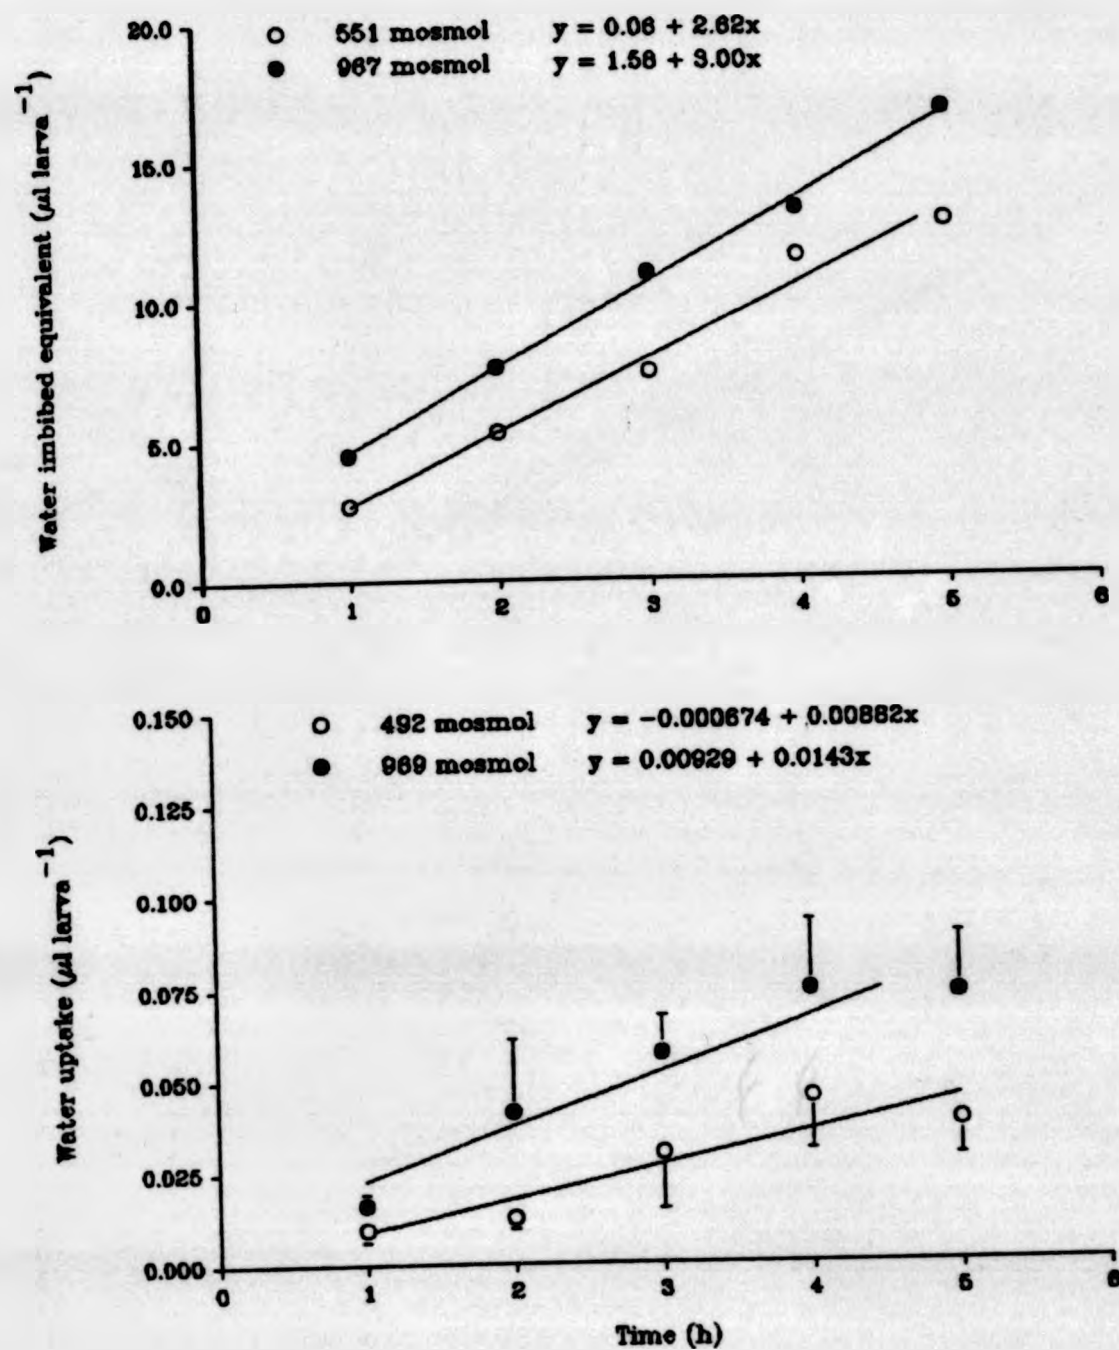 Water imbibed equivalent (µl larva⁻¹)
20.0
15.0
10.0
5.0
0.0
○ 551 mosmol y = 0.06 + 2.62x
● 967 mosmol y = 1.58 + 3.00x
0 1 2 3 4 5 6
Water uptake (µl larva⁻¹)
0.150
0.125
0.100
0.075
0.050
0.025
0.000
○ 492 mosmol y = −0.000674 + 0.00882x
● 969 mosmol y = 0.00929 + 0.0143x
0 1 2 3 4 5 6
Time (h)